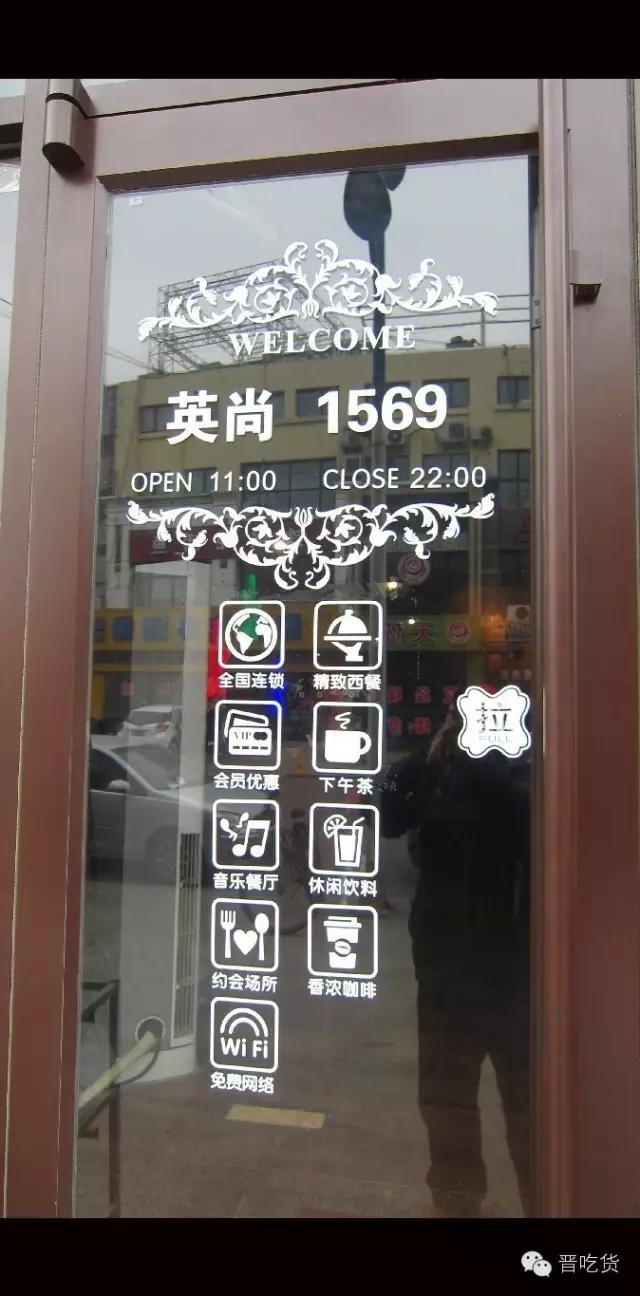 WELCOME
英尚 1569
OPEN 11:00 CLOSE 22:00
全国连锁 精致西餐
VIP
会员优惠 下午茶
音乐餐厅 休闲饮料
约会场所 香浓咖啡
WiFi
免费网络
拉
PULL
晋吃货